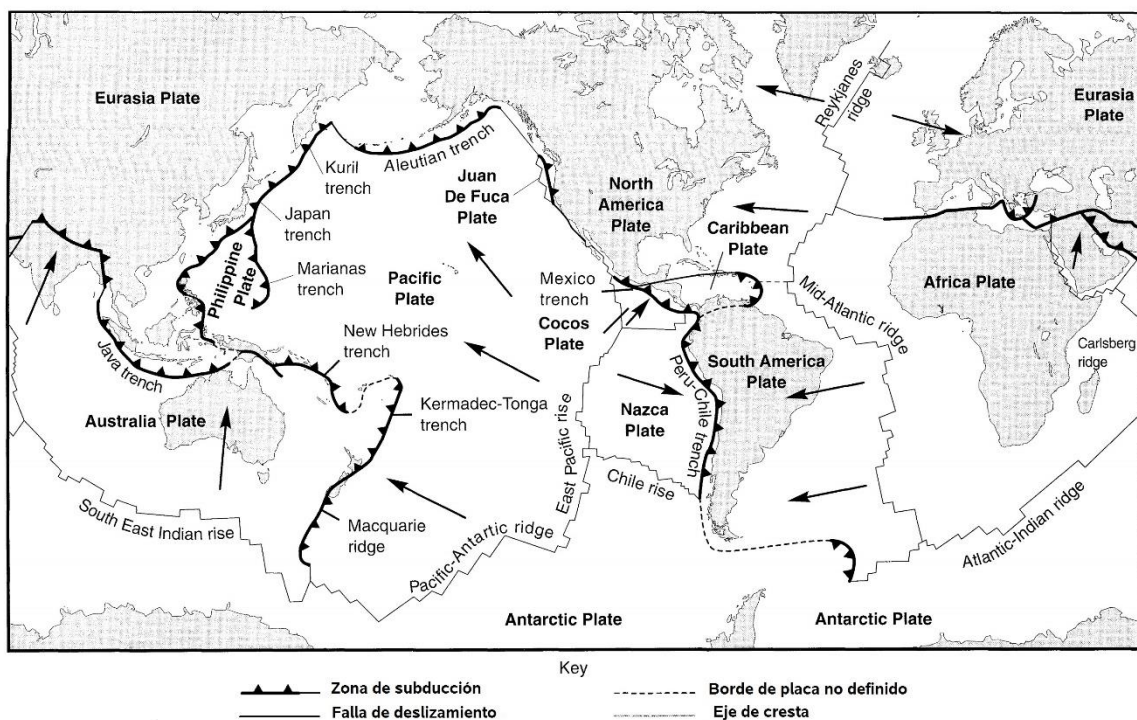 Eurasia Plate
Kuril
trench
Aleutian trench
Japan
trench
Philippine
Plate
Marianas
trench
Java trench
Australia Plate
South East Indian rise
New Hebrides
trench
Kermadec-Tonga
trench
Macquarie
ridge
Pacific-Antartic ridge
Pacific
Plate
Juan
De Fuca
Plate
North
America
Plate
Caribbean
Plate
Mexico
trench
Cocos
Plate
East Pacific rise
Nazca
Plate
Chile rise
Peru-Chile trench
South America
Plate
Reykjanes
ridge
Mid-Atlantic ridge
Eurasia
Plate
Africa Plate
Carlsberg
ridge
Atlantic-Indian ridge
Antarctic Plate
Antarctic Plate
Key
Zona de subducción
Falla de deslizamiento
Borde de placa no definido
Eje de cresta